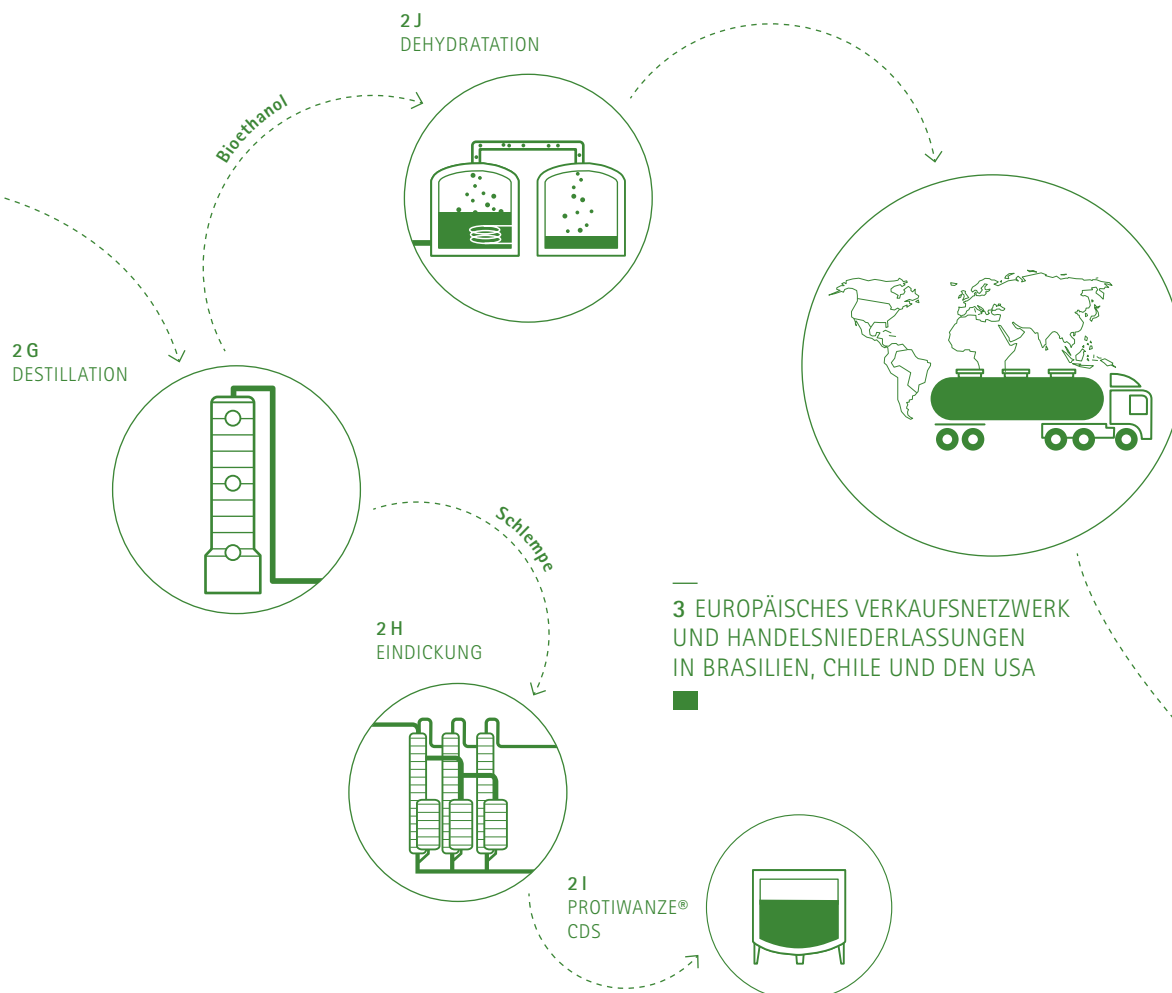 2 J
DEHYDRATATION
Bioethanol
2 G
DESTILLATION
Schlempe
3 EUROPÄISCHES VERKAUFSNETZWERK
UND HANDELSNIEDERLASSUNGEN
IN BRASILIEN, CHILE UND DEN USA
2 H
EINDICKUNG
2 I
PROTIWANZE®
CDS